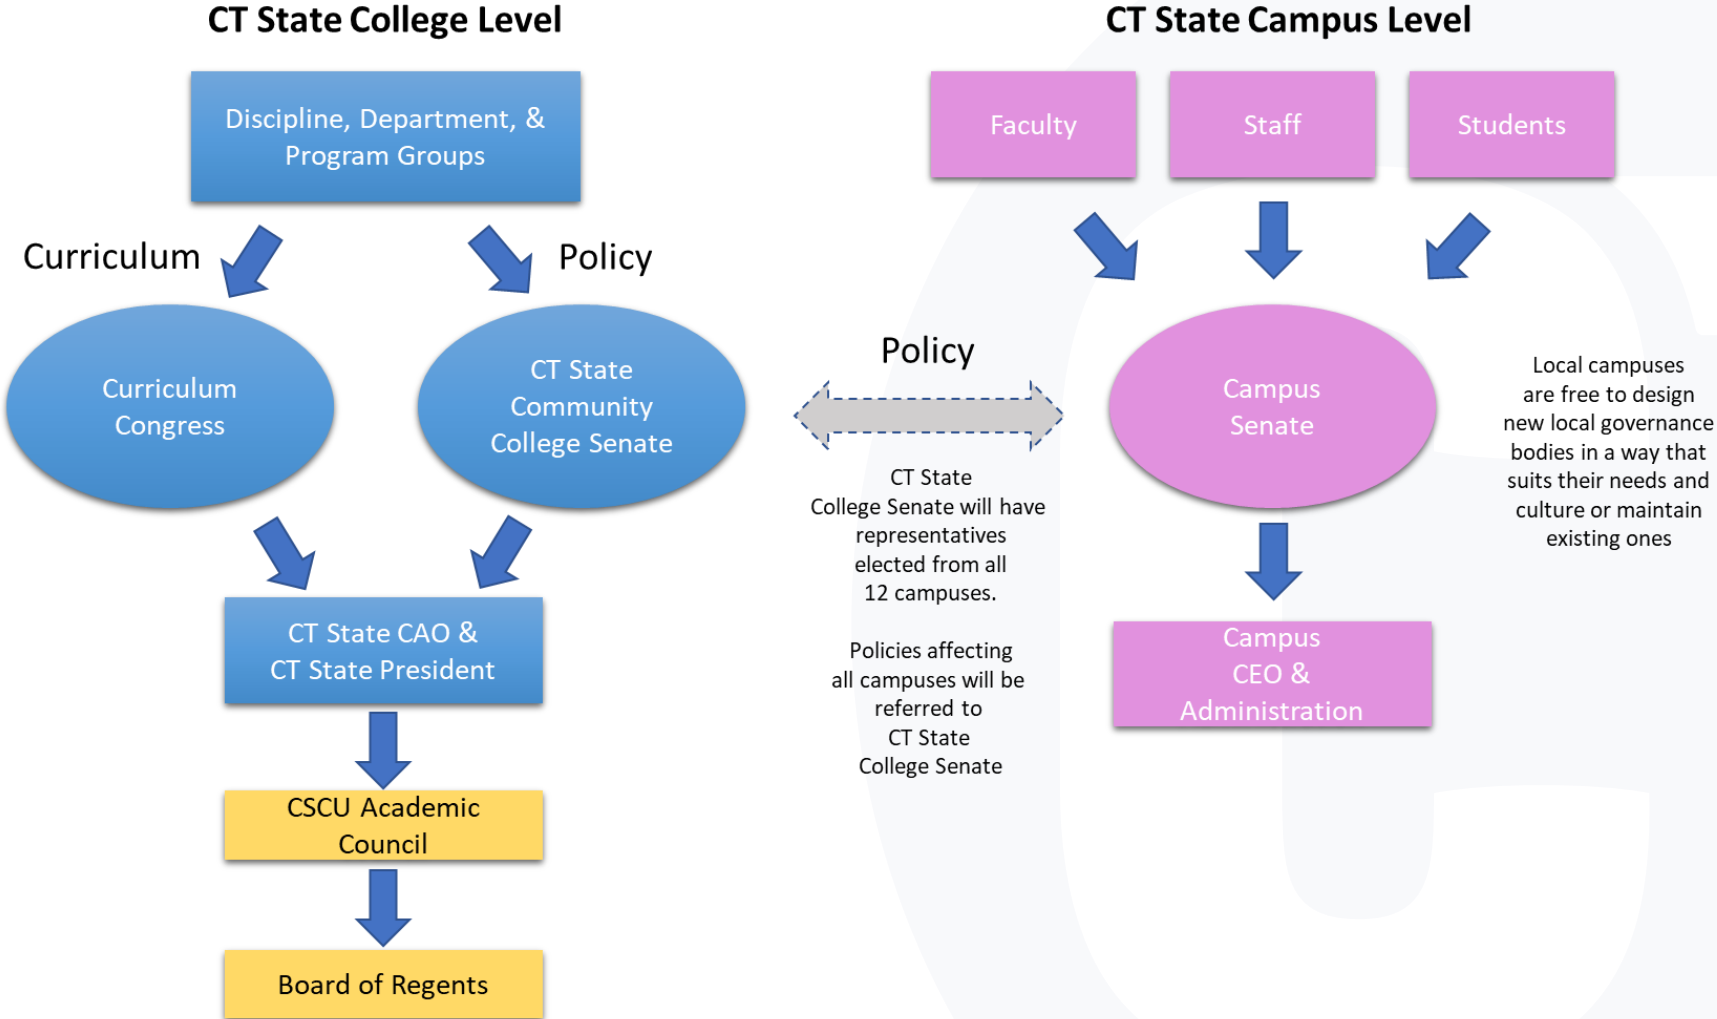 CT State College Level
Discipline, Department, &
Program Groups
Curriculum
Policy
Curriculum
Congress
CT State
Community
College Senate
CT State CAO &
CT State President
CSCU Academic
Council
Board of Regents
Policy
CT State
College Senate will have
representatives
elected from all
12 campuses.
Policies affecting
all campuses will be
referred to
CT State
College Senate
CT State Campus Level
Faculty
Staff
Students
Campus
Senate
Campus
CEO &
Administration
Local campuses
are free to design
new local governance
bodies in a way that
suits their needs and
culture or maintain
existing ones